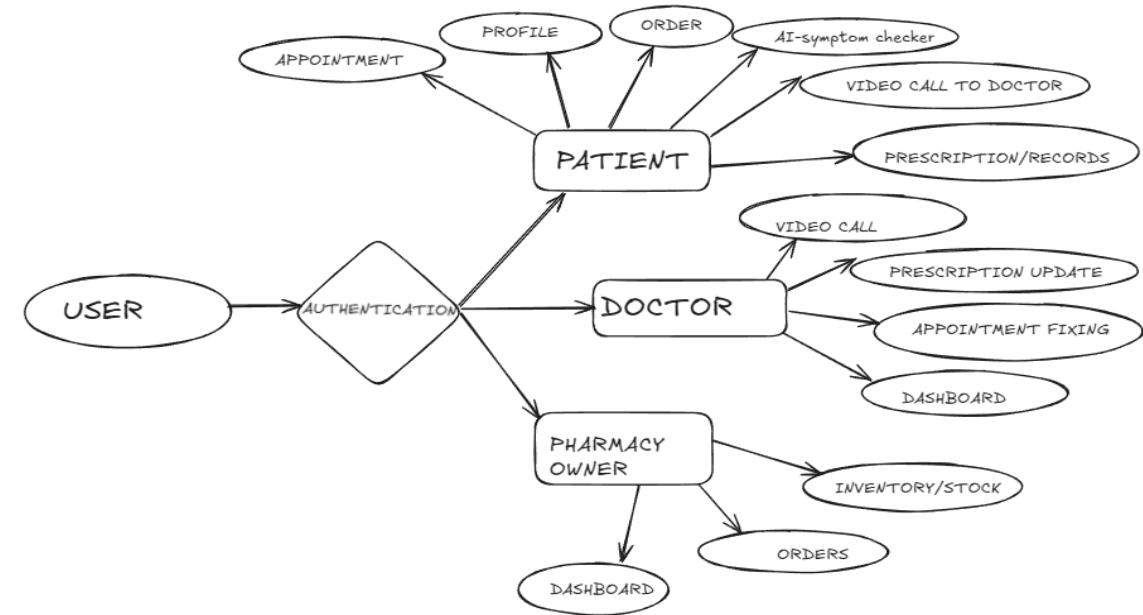 PROFILE
ORDER
AI-symptom checker
APPOINTMENT
VIDEO CALL TO DOCTOR
PATIENT
PRESCRIPTION/RECORDS
VIDEO CALL
PRESCRIPTION UPDATE
USER
AUTHENTICATION
DOCTOR
APPOINTMENT FIXING
DASHBOARD
PHARMACY
OWNER
INVENTORY/STOCK
ORDERS
DASHBOARD